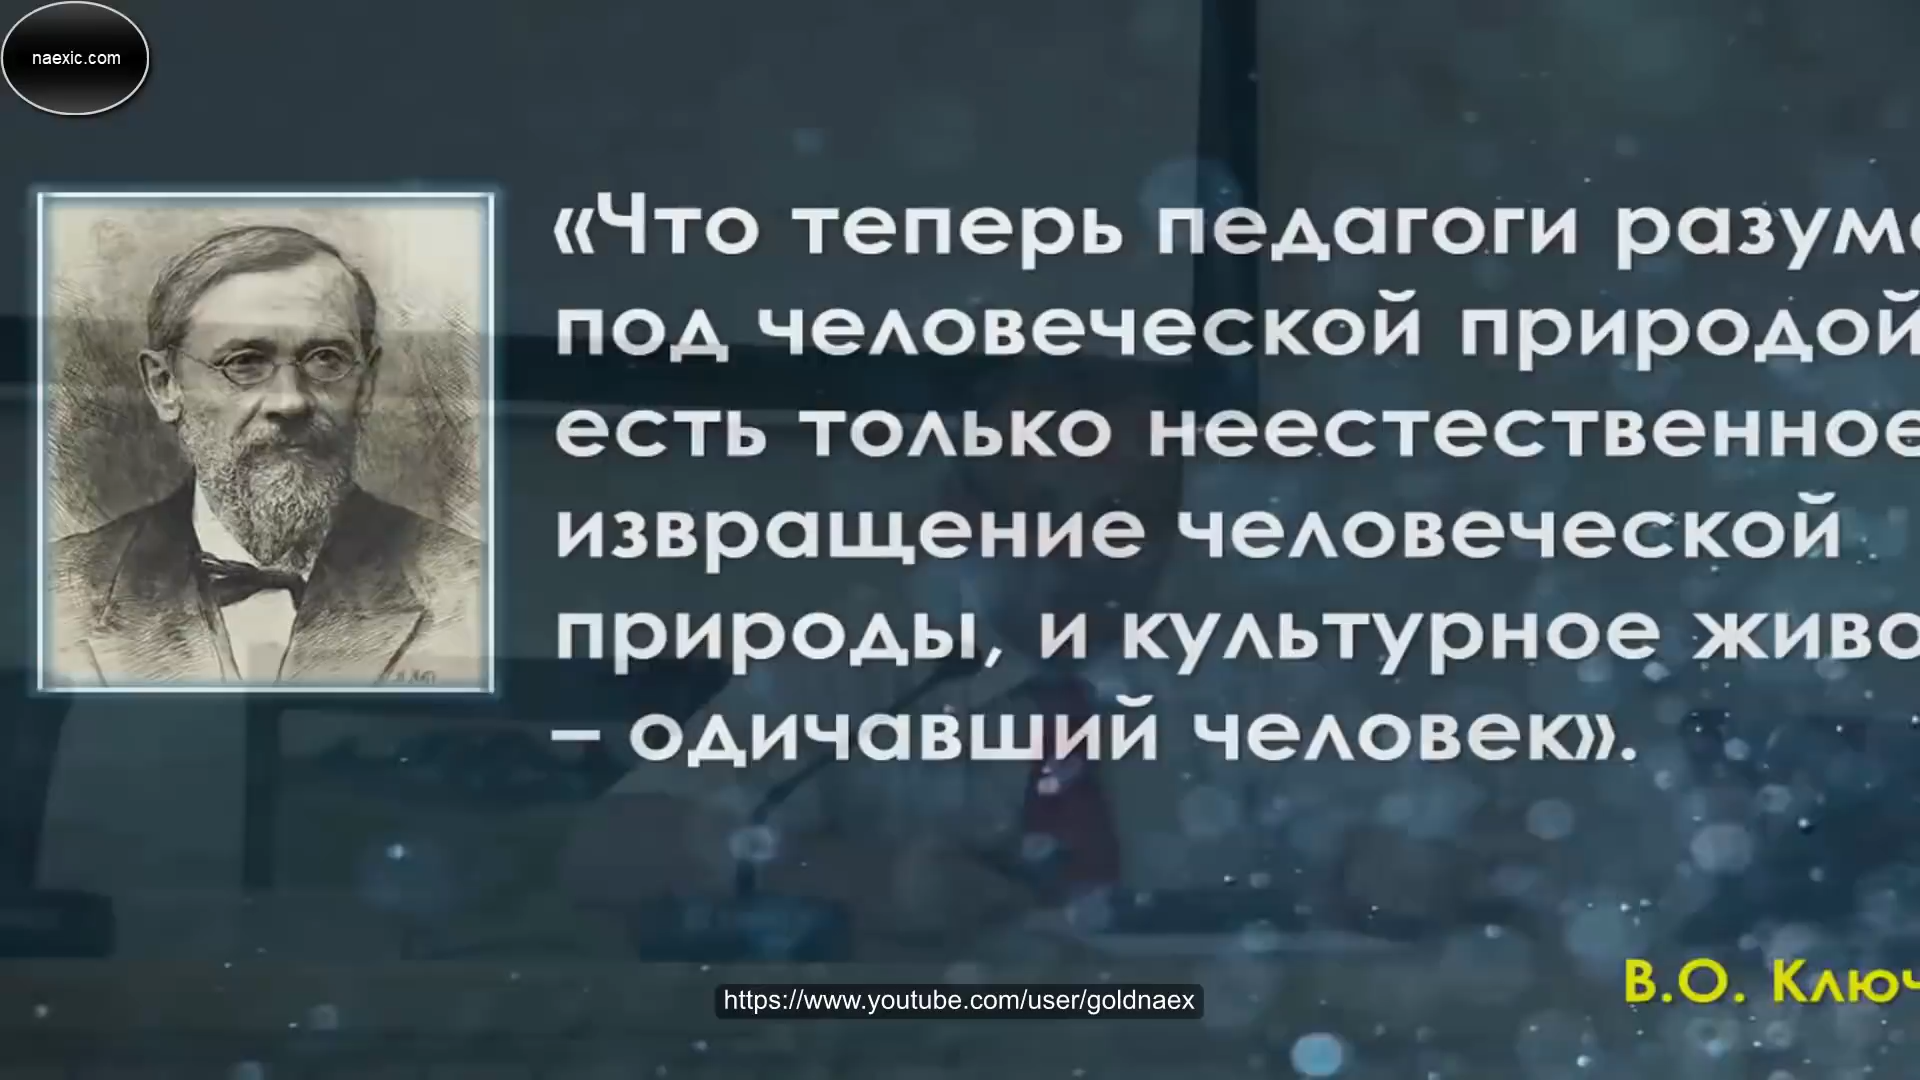 naexic.com
«Что теперь педагоги
под человеческой природой
есть только неестественное
извращение человеческой
природы, и культурное
– одичавший человек».
В.О.
https://www.youtube.com/user/goldnaex